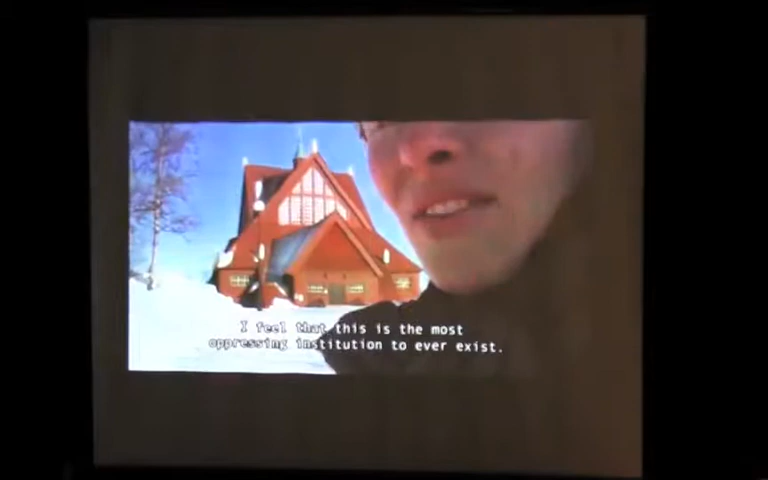 I feel that this is the most
oppressing institution to ever exist.